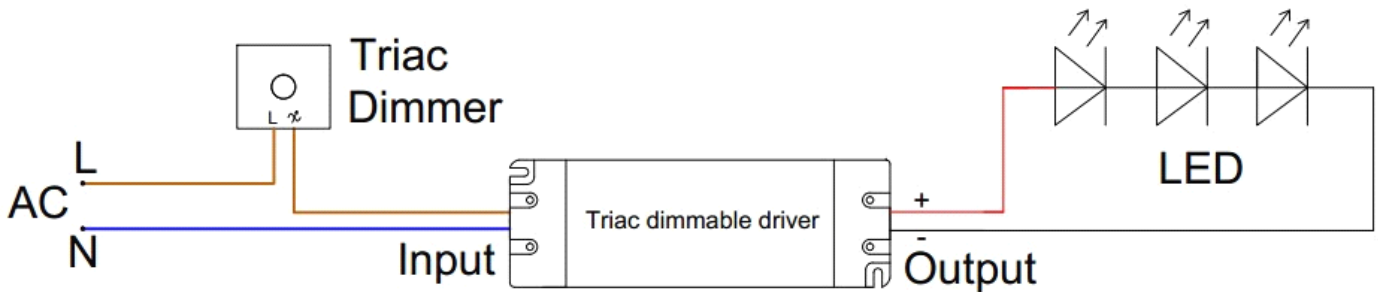 Triac
Dimmer
L
L
AC
N
Input
Triac dimmable driver
+
-
Output
LED